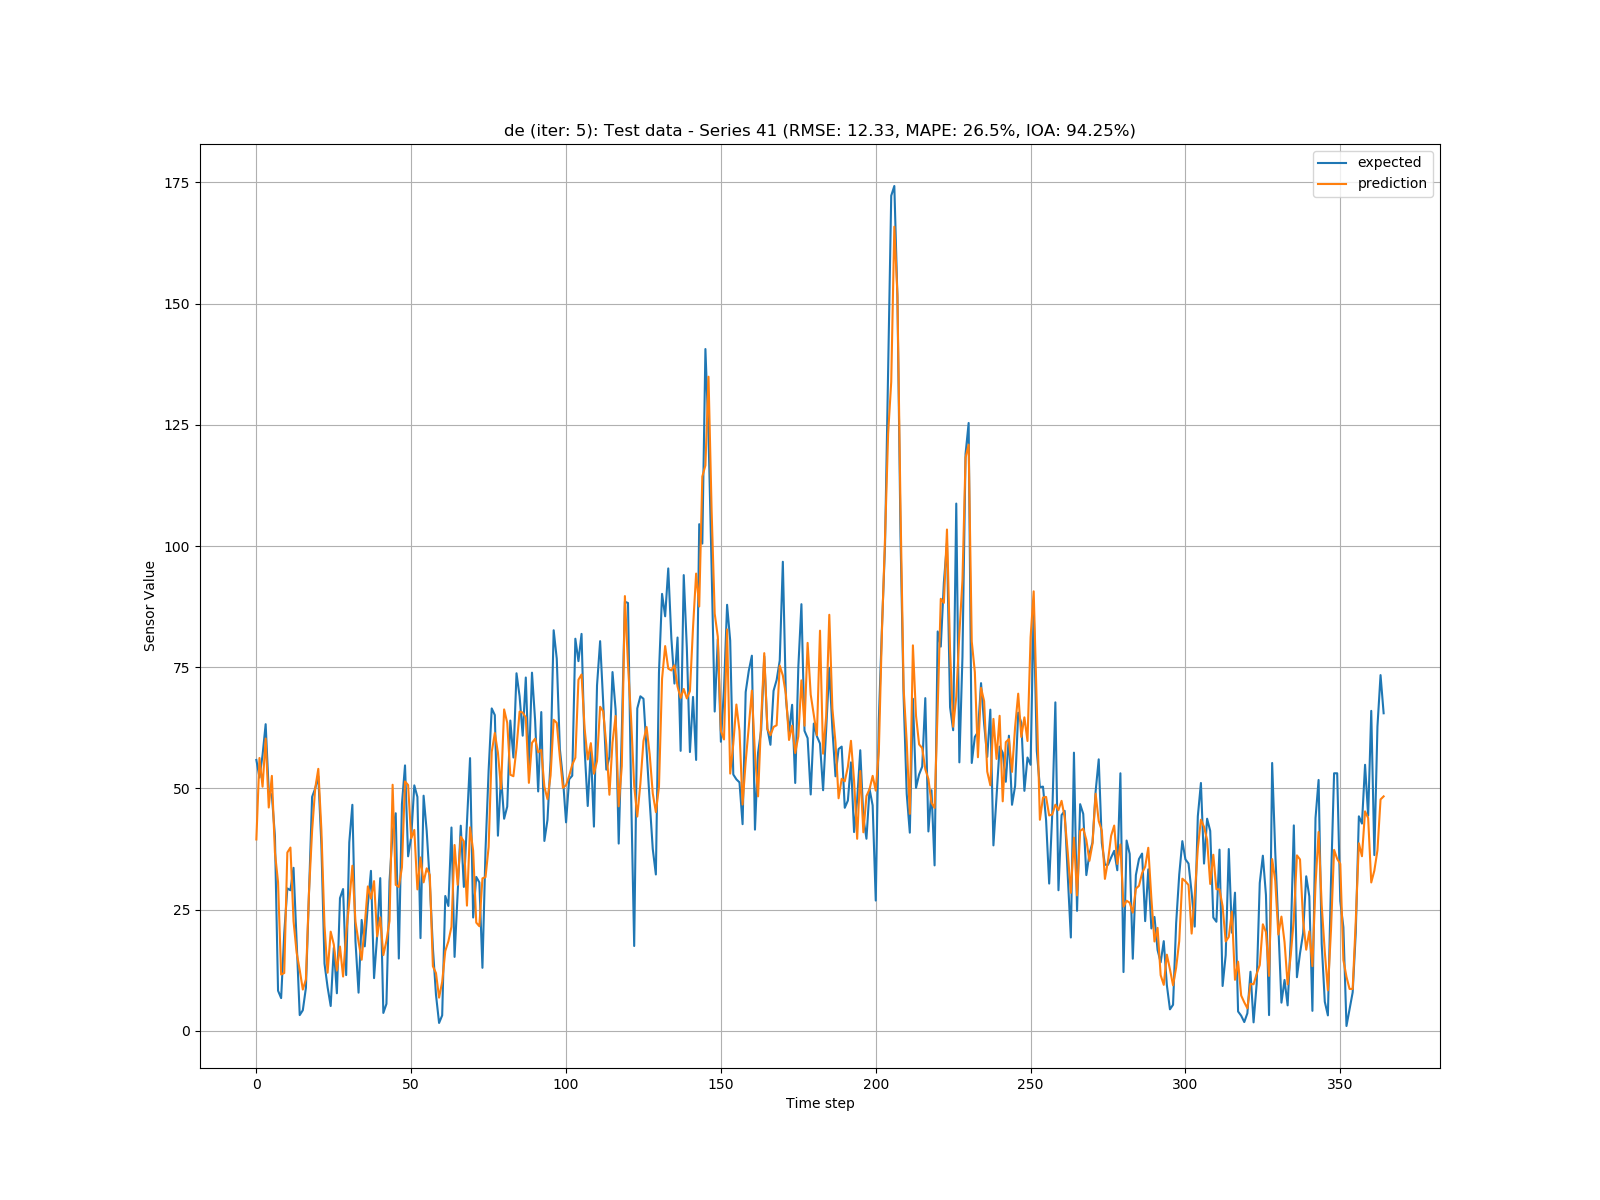 de (iter: 5): Test data - Series 41 (RMSE: 12.33, MAPE: 26.5%, IOA: 94.25%)
expected
prediction
175
150
125
100
75
50
25
0
Sensor Value
0 50 100 150 200 250 300 350
Time step